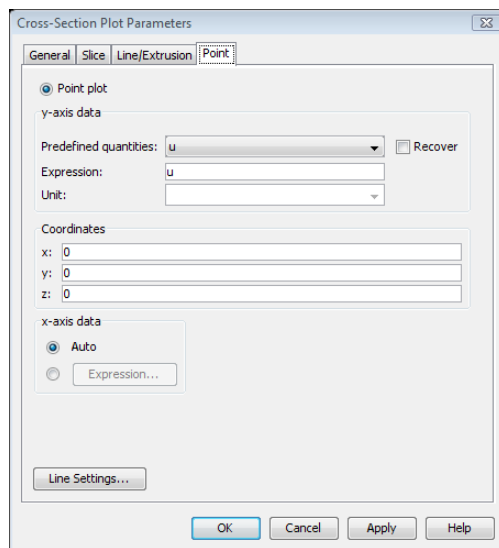 Cross-Section Plot Parameters
General Slice Line/Extrusion Point
Point plot
y-axis data
Predefined quantities: u Recover
Expression: u
Unit:
Coordinates
x: 0
y: 0
z: 0
x-axis data
Auto
Expression...
Line Settings...
OK Cancel Apply Help